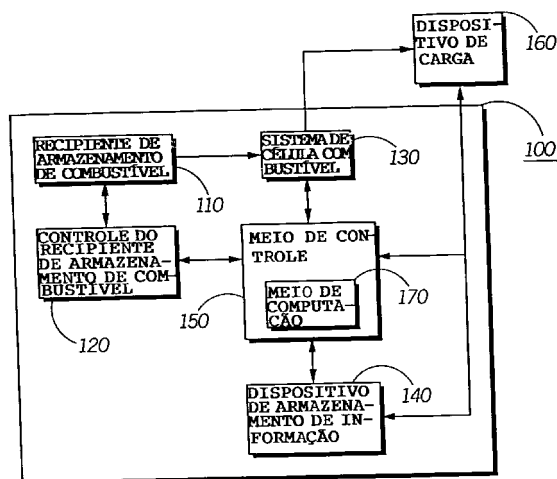 DISPOSI-
TIVO DE
CARGA
160
100
RECIPIENTE DE
ARMAZENAMENTO
DE COMBUSTÍVEL
110
SISTEMA DE
CÉLULA COM-
BUSTÍVEL
130
CONTROLE DO
RECIPIENTE
DE ARMAZENA-
MENTO DE COM-
BUSTÍVEL
120
MEIO DE CON-
TROLE
150
MEIO DE
COMPUTA-
ÇÃO
170
DISPOSITIVO
DE ARMAZENA-
MENTO DE IN-
FORMAÇÃO
140